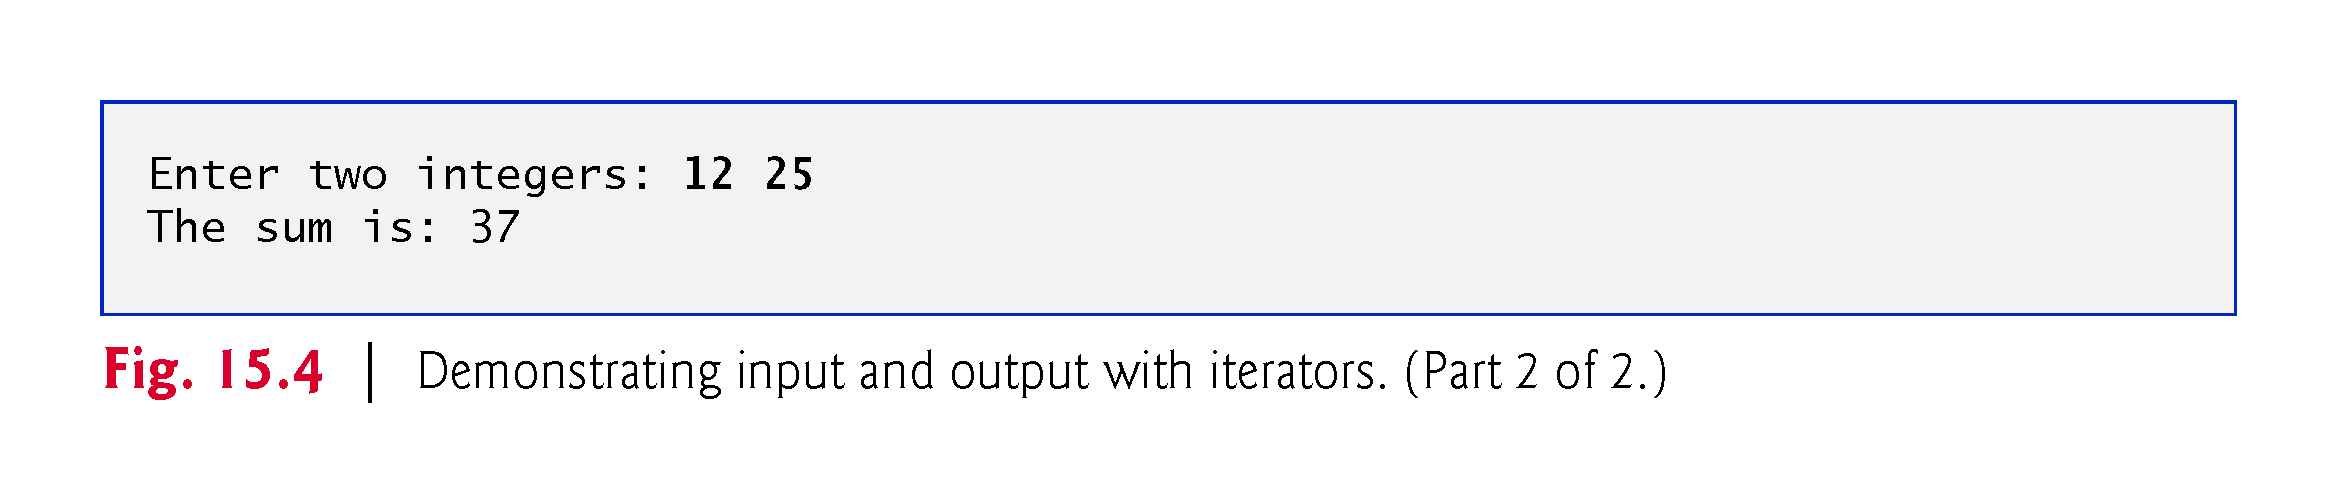 Enter two integers: 12 25
The sum is: 37
Fig. 15.4 | Demonstrating input and output with iterators. (Part 2 of 2.)